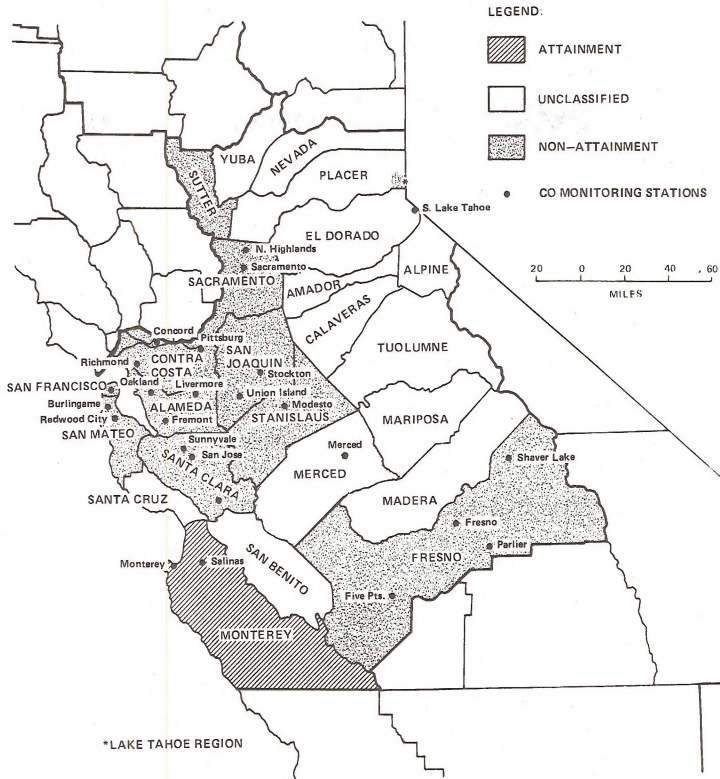 LEGEND:
ATTAINMENT
UNCLASSIFIED
NON-ATTAINMENT
CO MONITORING STATIONS
20 0 20 40 60
MILES
SUTTER
YUBA
NEVADA
PLACER
*
S. Lake Tahoe
EL DORADO
N. Highlands
Sacramento
SACRAMENTO
ALPINE
AMADOR
CALAVERAS
TUOLUMNE
Concord
Pittsburg
Richmond
CONTRA
COSTA
SAN
JOAQUIN
Stockton
SAN FRANCISCO
Oakland
Livermore
Union Island
Burlingame
ALAMEDA
Modesto
Redwood City
Fremont
STANISLAUS
MARIPOSA
SAN MATEO
Sunnyvale
San Jose
Merced
MERCED
Shaver Lake
SANTA CLARA
MADERA
SANTA CRUZ
Fresno
Parlier
FRESNO
Monterey
Salinas
SAN BENITO
Five Pts.
MONTEREY
*LAKE TAHOE REGION